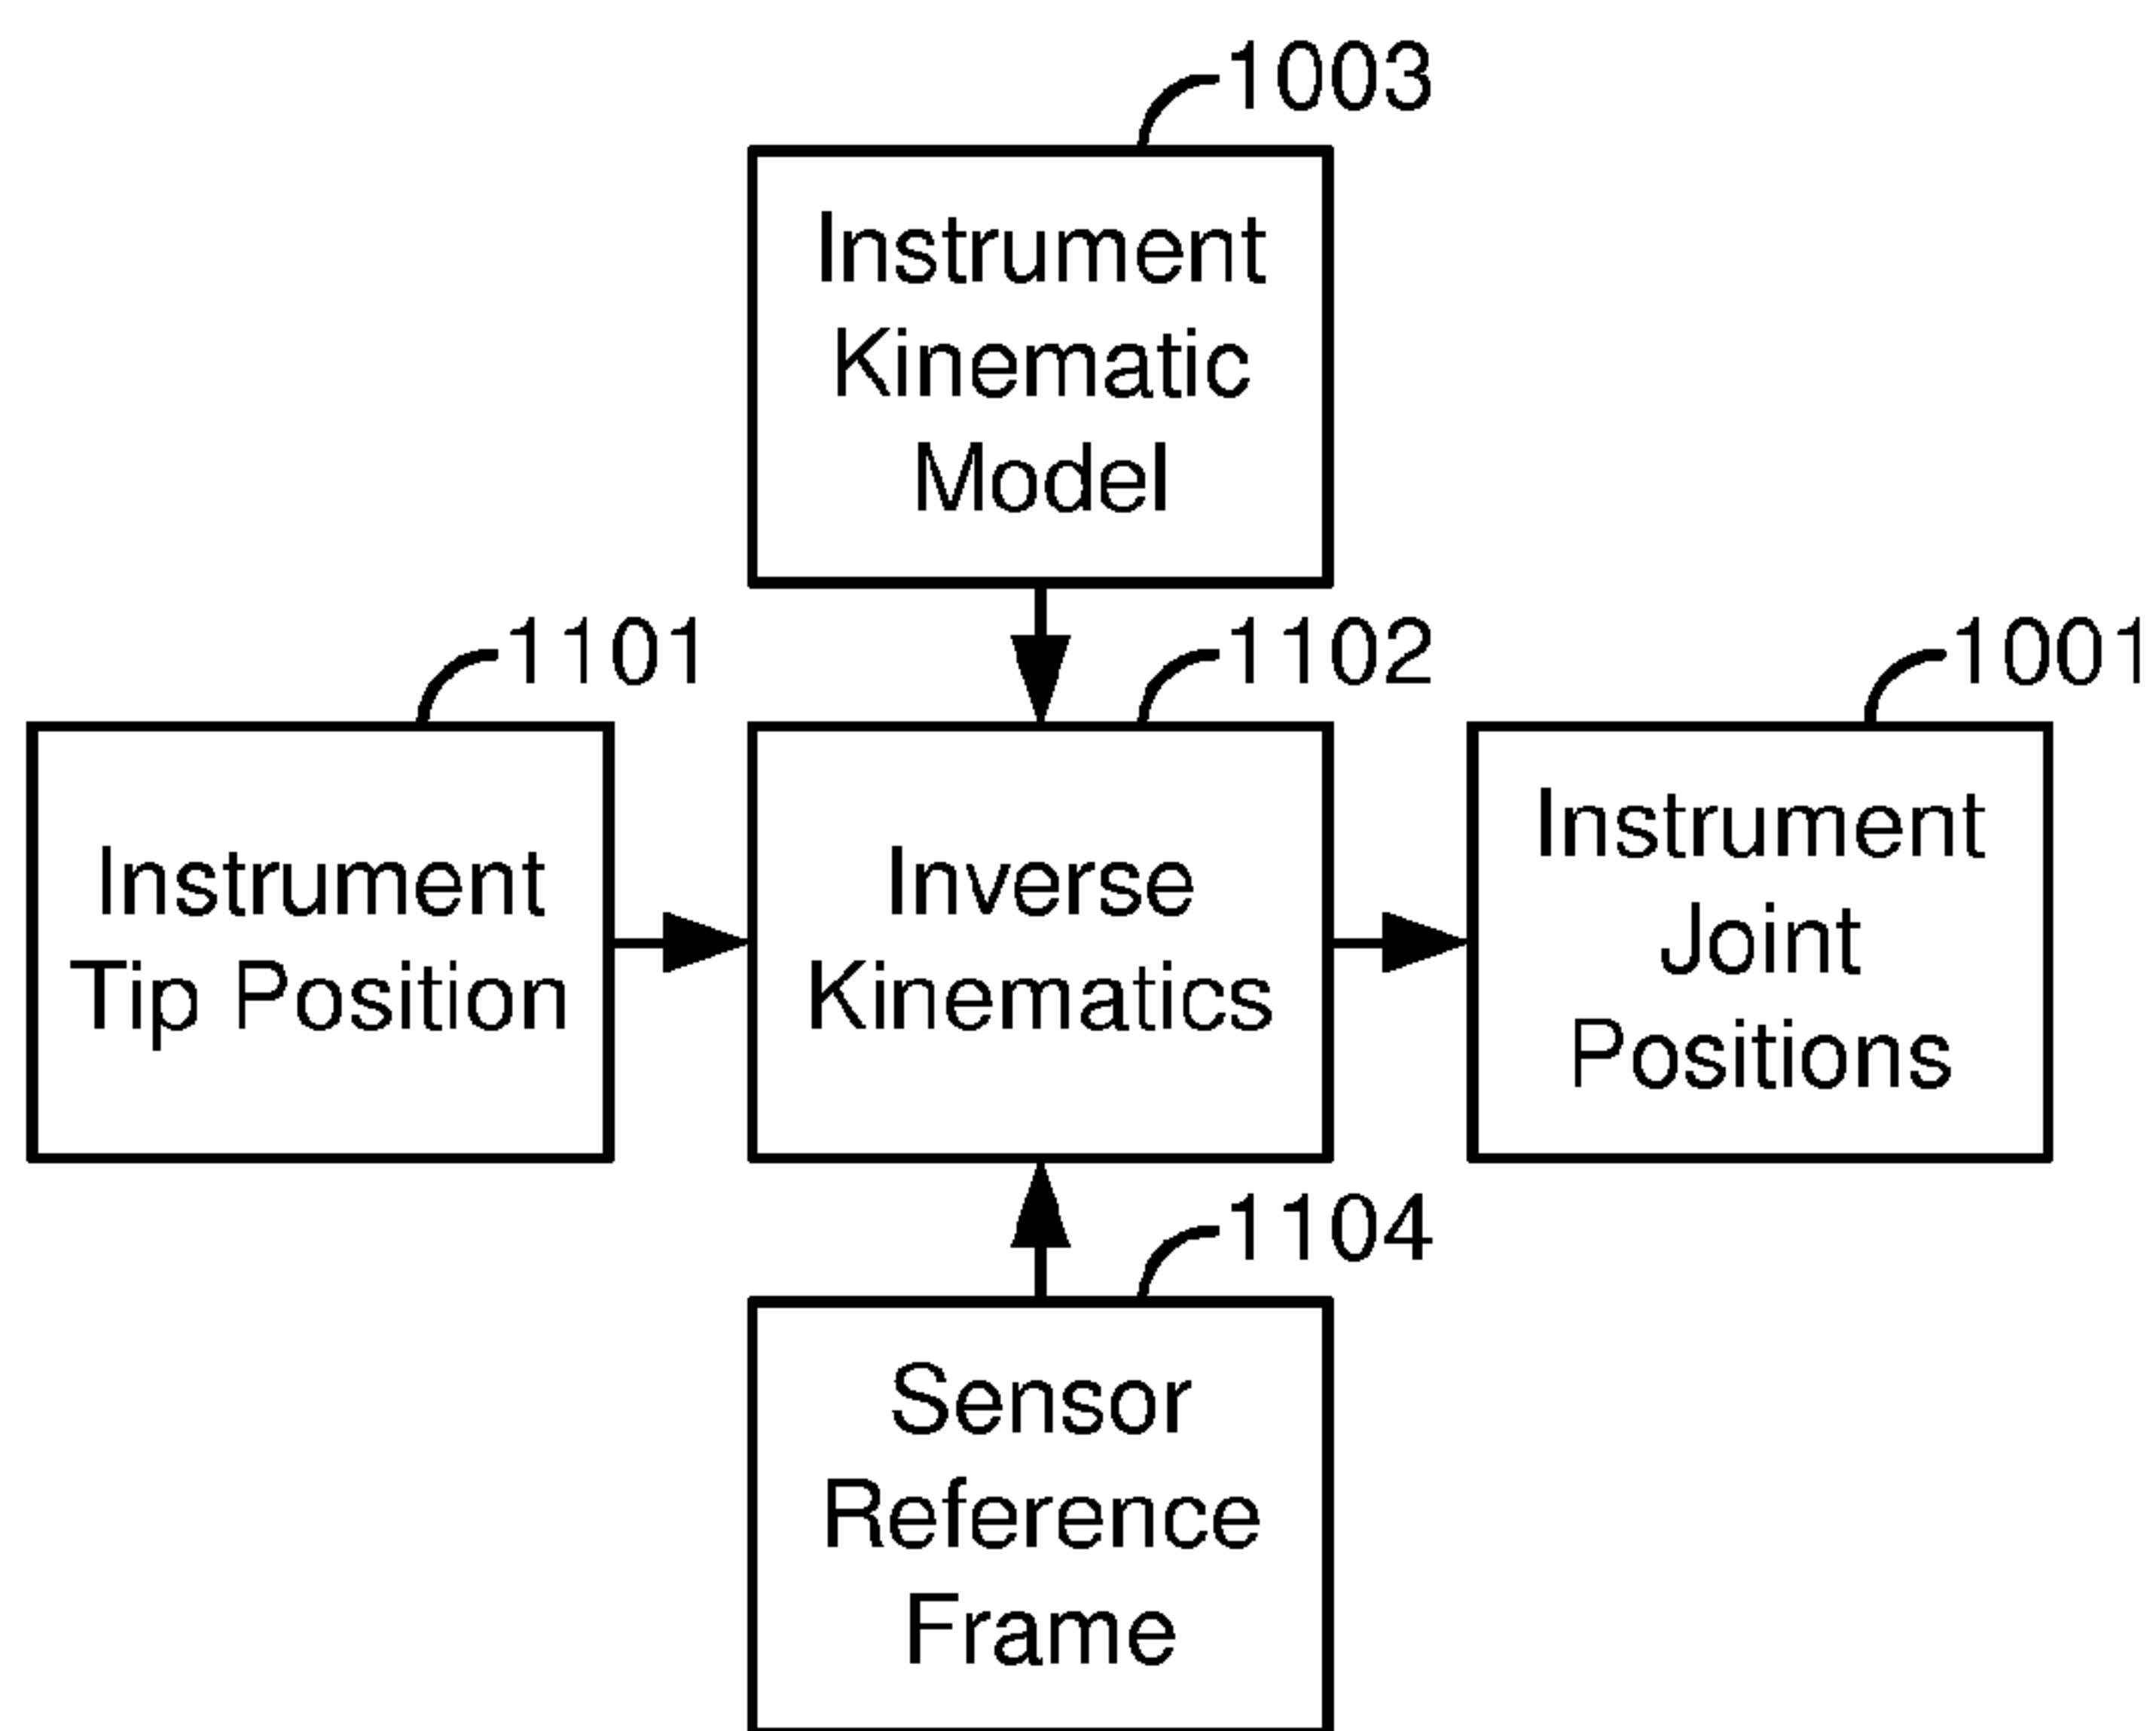 1003
Instrument
Kinematic
Model
1101
Instrument
Tip Position
1102
Inverse
Kinematics
1001
Instrument
Joint
Positions
1104
Sensor
Reference
Frame